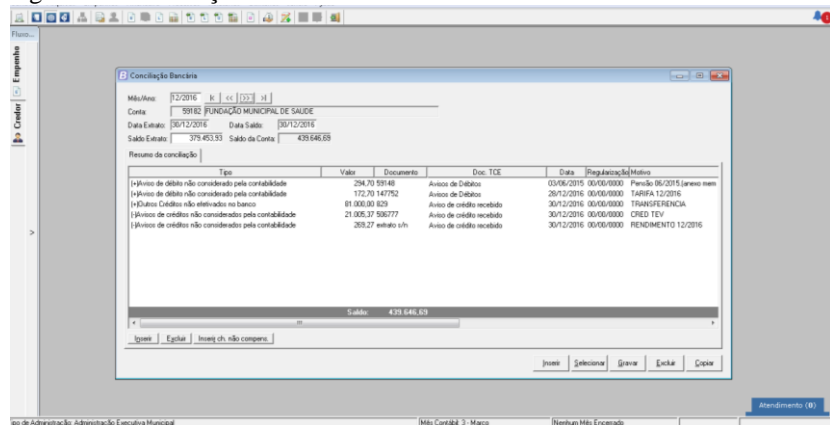 Fluxo...
Empenho
Credor
Conciliação Bancária
Mês/Ano: 12/2016
Conta: 59182 FUNDAÇÃO MUNICIPAL DE SAUDE
Data Extrato: 30/12/2016 Data Saldo: 30/12/2016
Saldo Extrato: 379.453,93 Saldo da Conta: 439.646,69
Resumo da conciliação
Tipo Valor Documento Doc. TCE Data Regularização Motivo
(+)Aviso de débito não considerado pela contabilidade 294,70 59148 Avisos de Débitos 03/06/2015 00/00/0000 Pensão 06/2015.(anexo mem
(+)Aviso de débito não considerado pela contabilidade 172,70 147752 Avisos de Débitos 28/12/2016 00/00/0000 TARIFA 12/2016
(+)Outros Créditos não efetivados no banco 81.000,00 829 Aviso de crédito recebido 30/12/2016 00/00/0000 TRANSFERENCIA
(-)Avisos de créditos não considerados pela contabilidade 21.005,37 506777 Aviso de crédito recebido 30/12/2016 00/00/0000 CRED TEV
(-)Avisos de créditos não considerados pela contabilidade 269,27 extrato s/n Aviso de crédito recebido 30/12/2016 00/00/0000 RENDIMENTO 12/2016
Saldo: 439.646,69
Inserir Excluir Inserir ch. não compens.
Inserir Selecionar Gravar Excluir Copiar
Atendimento (0)
ipo de Administração: Administração Executiva Municipal Mês Contábil: 3 - Março Nenhum Mês Encerrado